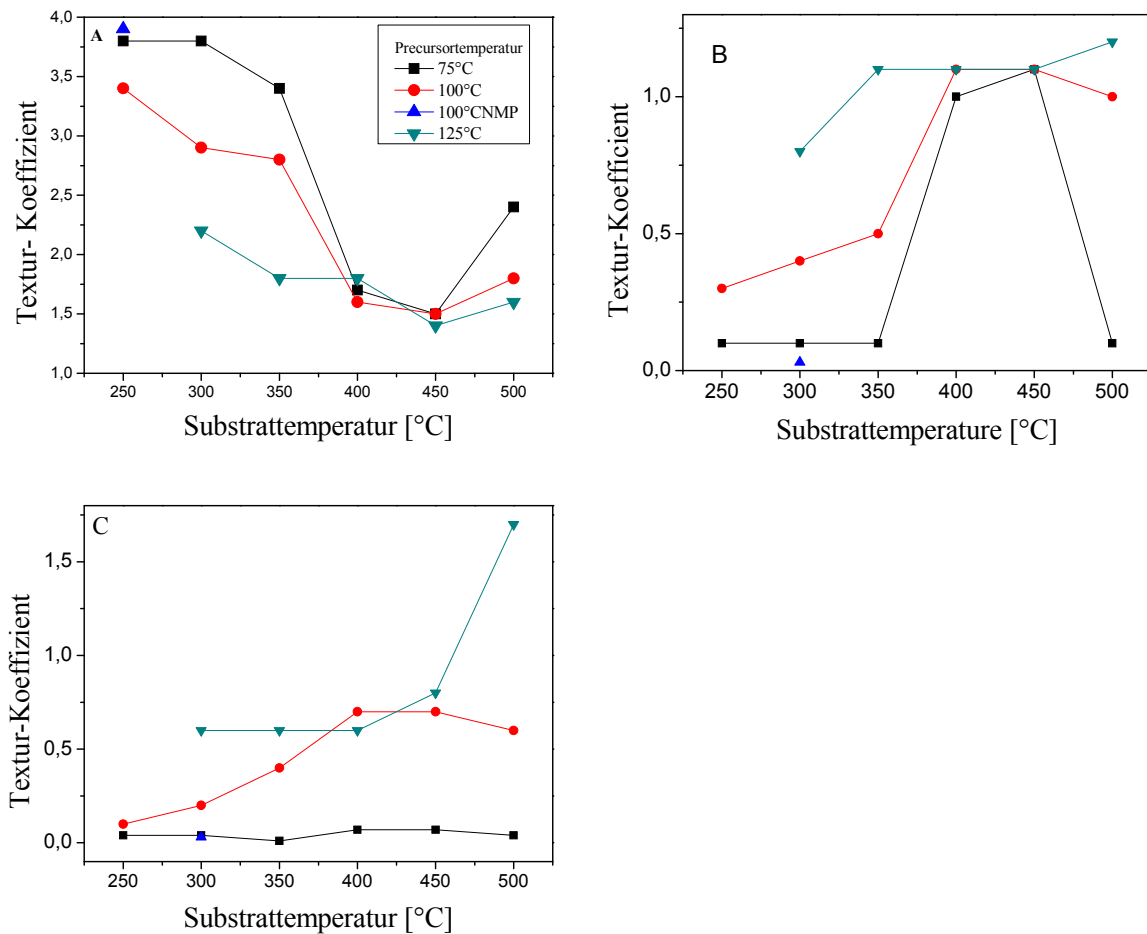 A
4,0
3,5
3,0
2,5
2,0
1,5
1,0
Textur- Koeffizient
250 300 350 400 450 500
Substrattemperatur [°C]
Precursortemperatur
75°C
100°C
100°CNMP
125°C
B
1,0
0,5
0,0
Textur-Koefficient
250 300 350 400 450 500
Substrattemperature [°C]
C
1,5
1,0
0,5
0,0
Textur-Koeffizient
250 300 350 400 450 500
Substrattemperatur [°C]